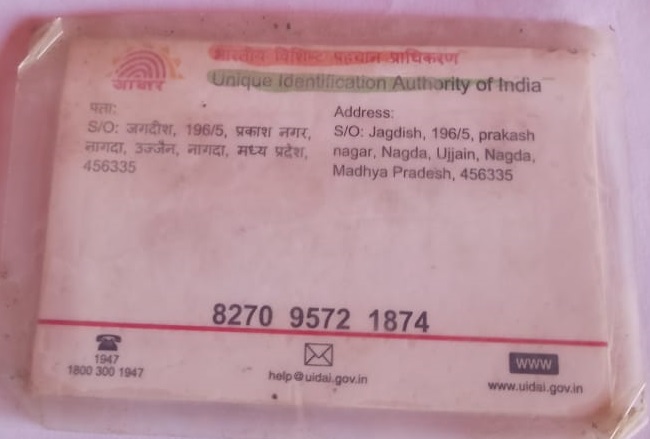 भारतीय विशिष्ट पहचान प्राधिकरण
आधार
Unique Identification Authority of India
पता:
S/O: जगदीश, 196/5, प्रकाश नगर,
नागदा, उज्जैन, नागदा, मध्य प्रदेश,
456335
Address:
S/O: Jagdish, 196/5, prakash
nagar, Nagda, Ujjain, Nagda,
Madhya Pradesh, 456335
8270 9572 1874
1947
1800 300 1947
help@uidai.gov.in
www
www.uidai.gov.in